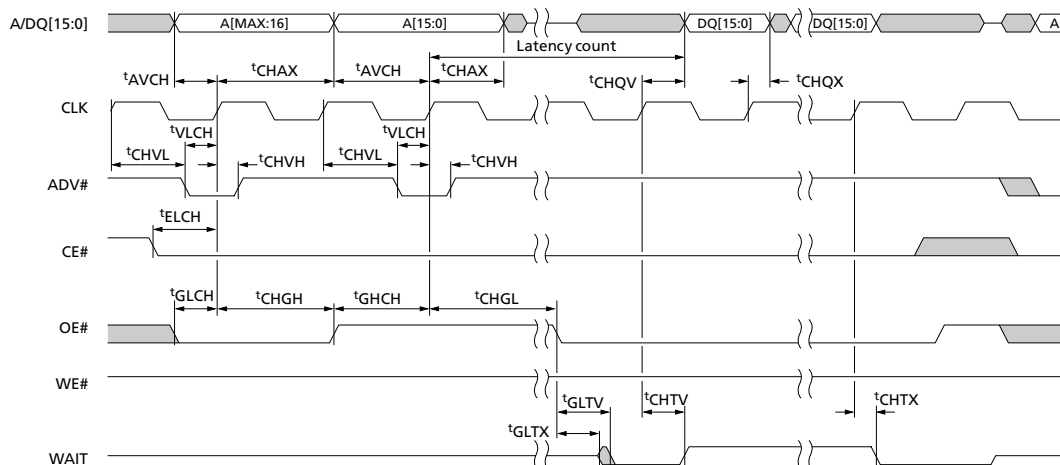 A/DQ[15:0] A[MAX:16] A[15:0] DQ[15:0] DQ[15:0] A
Latency count
tAVCH tCHAX tAVCH tCHAX tCHQV tCHQX
CLK
tVLCH tVLCH
tCHVL tCHVH tCHVL tCHVH
ADV#
tELCH
CE#
tGLCH tCHGH tGHCH tCHGL
OE#
WE#
tGLTV tCHTV tCHTX
tGLTX
WAIT